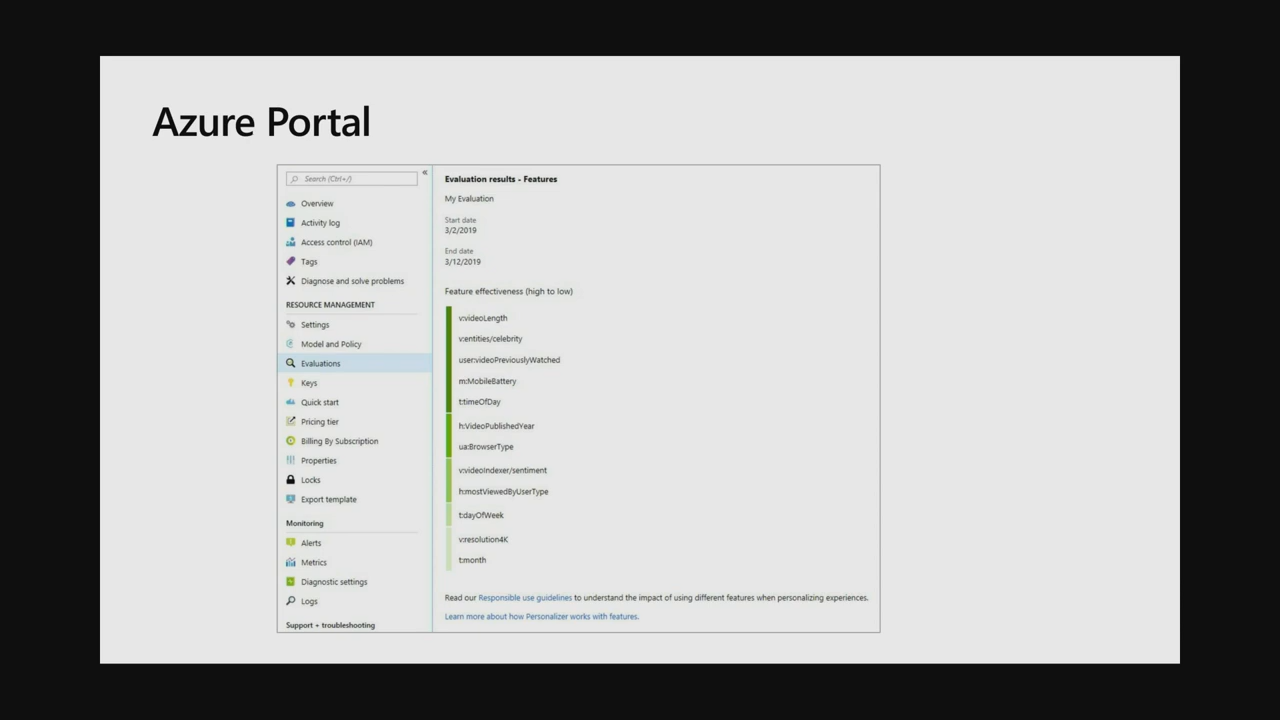 Azure Portal
Search (Ctrl+/)
«
Overview
Activity log
Access control (IAM)
Tags
Diagnose and solve problems
RESOURCE MANAGEMENT
Settings
Model and Policy
Evaluations
Keys
Quick start
Pricing tier
Billing By Subscription
Properties
Locks
Export template
Monitoring
Alerts
Metrics
Diagnostic settings
Logs
Support + troubleshooting
Evaluation results - Features
My Evaluation
Start date
3/2/2019
End date
3/12/2019
Feature effectiveness (high to low)
v:videoLength
v:entities/celebrity
user:videoPreviouslyWatched
m:MobileBattery
t:timeOfDay
h:VideoPublishedYear
ua:BrowserType
v:videoIndexer/sentiment
h:mostViewedByUserType
t:dayOfWeek
v:resolution4K
t:month
Read our Responsible use guidelines to understand the impact of using different features when personalizing experiences.
Learn more about how Personalizer works with features.